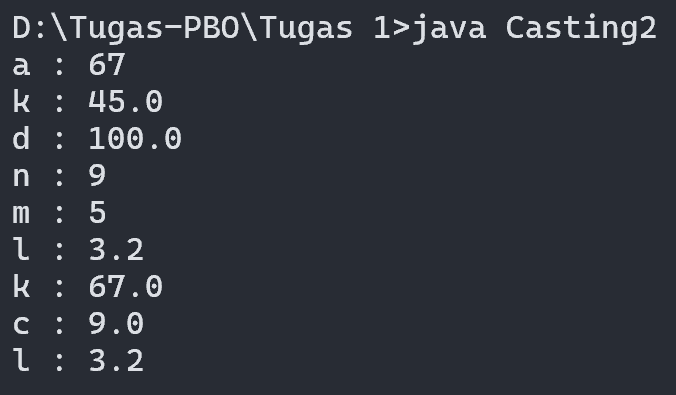 D:\Tugas-PBO\Tugas 1>java Casting2
a : 67
k : 45.0
d : 100.0
n : 9
m : 5
l : 3.2
k : 67.0
c : 9.0
l : 3.2